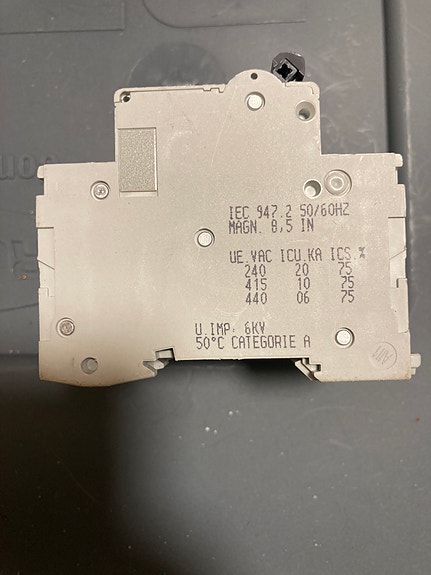 IEC 947.2 50/60HZ
MAGN. 8,5 IN
UE.VAC ICU.KA ICS.%
240 20 75
415 10 75
440 06 75
U.IMP: 6KV
50°C CATEGORIE A